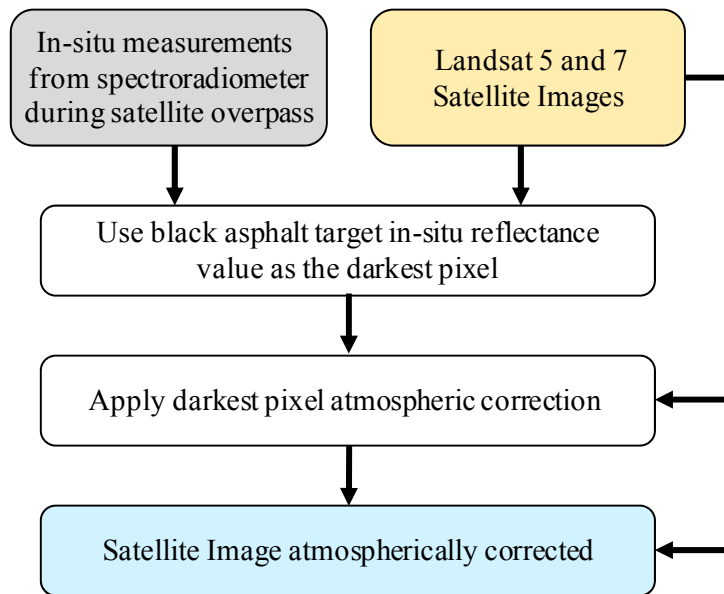 In-situ measurements
from spectroradiometer
during satellite overpass
Landsat 5 and 7
Satellite Images
Use black asphalt target in-situ reflectance
value as the darkest pixel
Apply darkest pixel atmospheric correction
Satellite Image atmospherically corrected